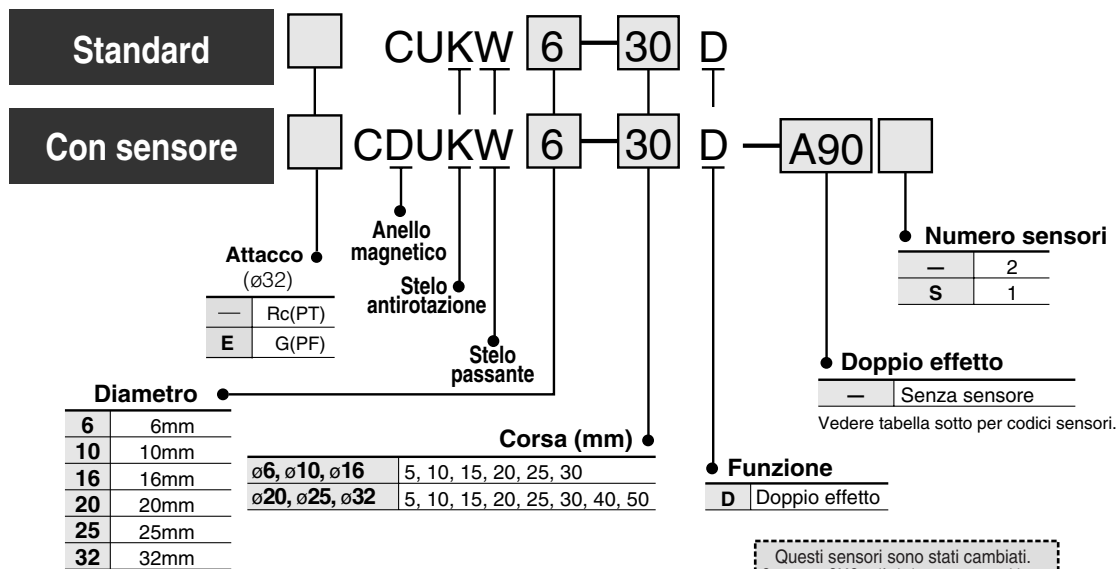 Standard CUKW 6 — 30 D
Con sensore CDUKW 6 — 30 D — A90
Anello
magnetico
Numero sensori
— 2
S 1
Attacco
(ø32)
— Rc(PT)
E G(PF)
Stelo
antirotazione
Stelo
passante
Doppio effetto
— Senza sensore
Vedere tabella sotto per codici sensori.
Diametro
6 6mm
10 10mm
16 16mm
20 20mm
25 25mm
32 32mm
Corsa (mm)
ø6, ø10, ø16 5, 10, 15, 20, 25, 30
ø20, ø25, ø32 5, 10, 15, 20, 25, 30, 40, 50
Funzione
D Doppio effetto
Questi sensori sono stati cambiati.